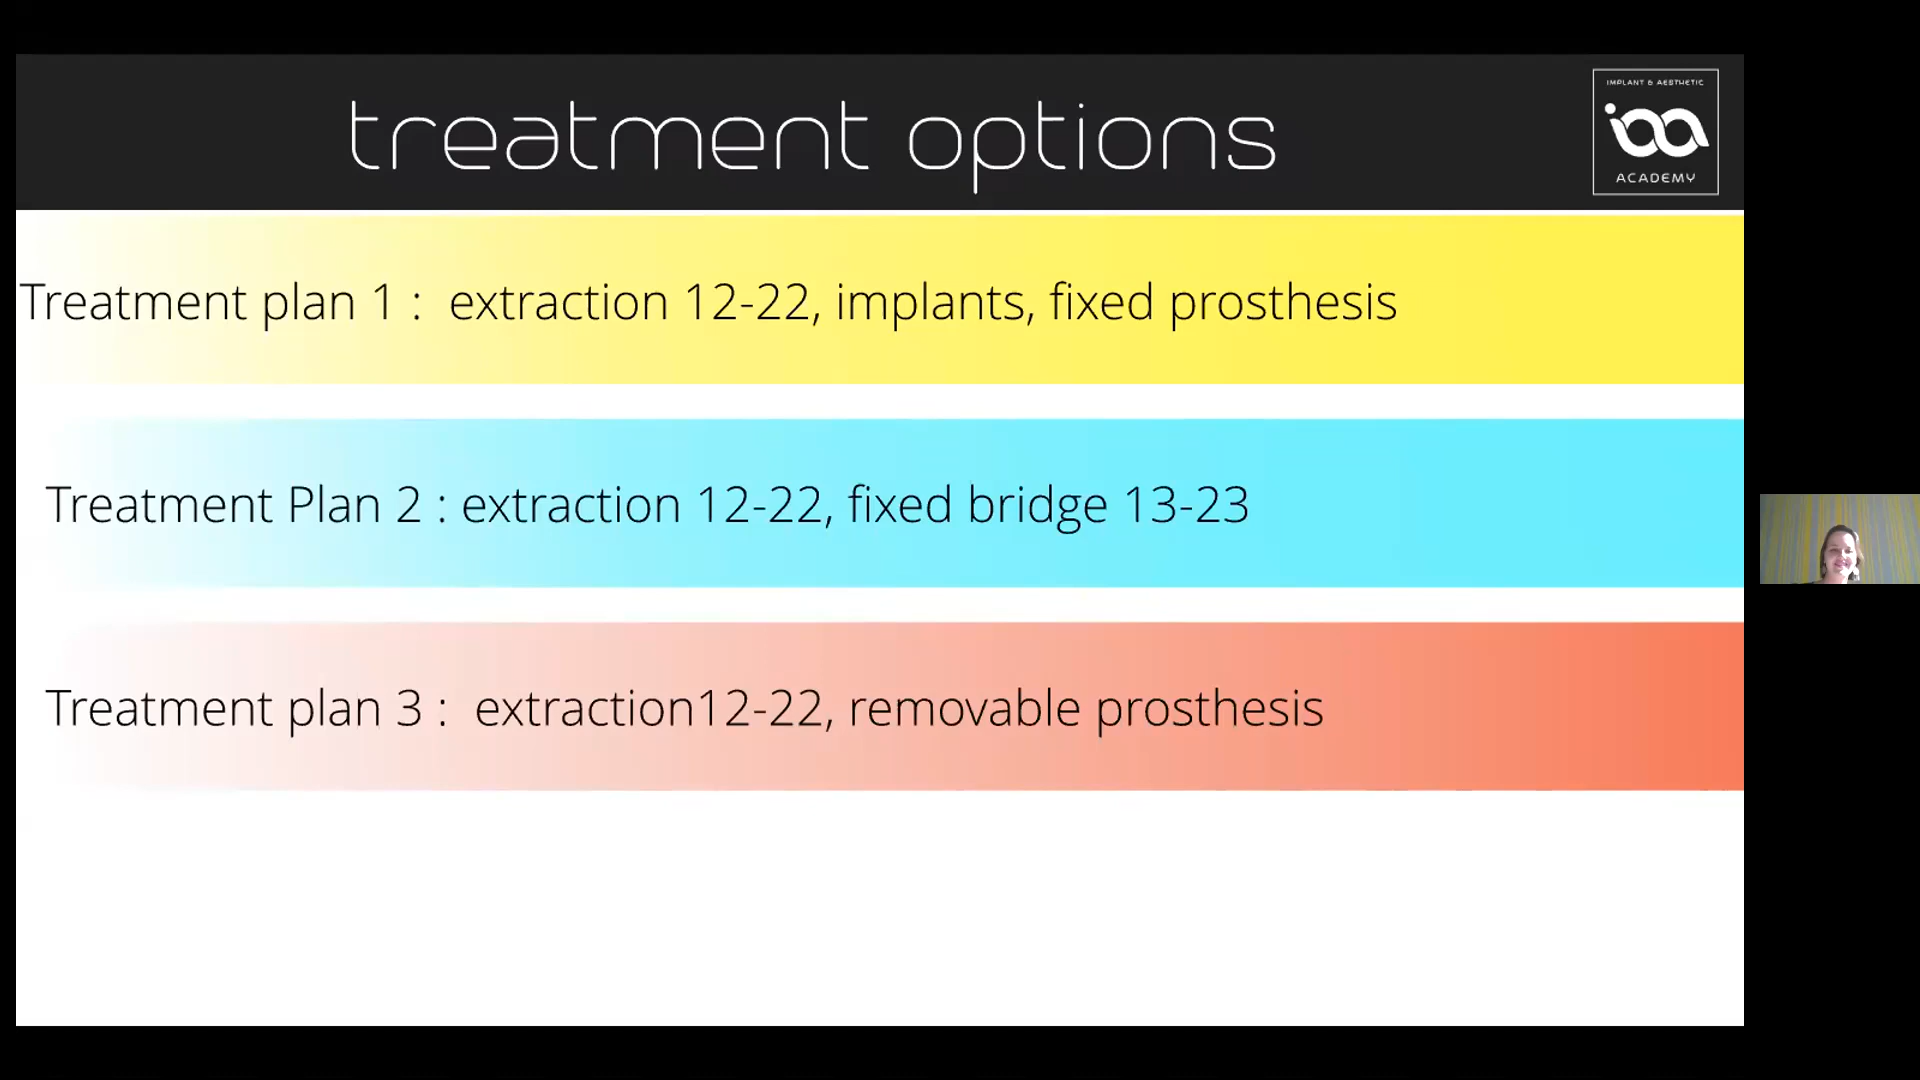 treatment options
IMPLANT & AESTHETIC
iaa
ACADEMY
Treatment plan 1 : extraction 12-22, implants, fixed prosthesis
Treatment Plan 2 : extraction 12-22, fixed bridge 13-23
Treatment plan 3 : extraction12-22, removable prosthesis